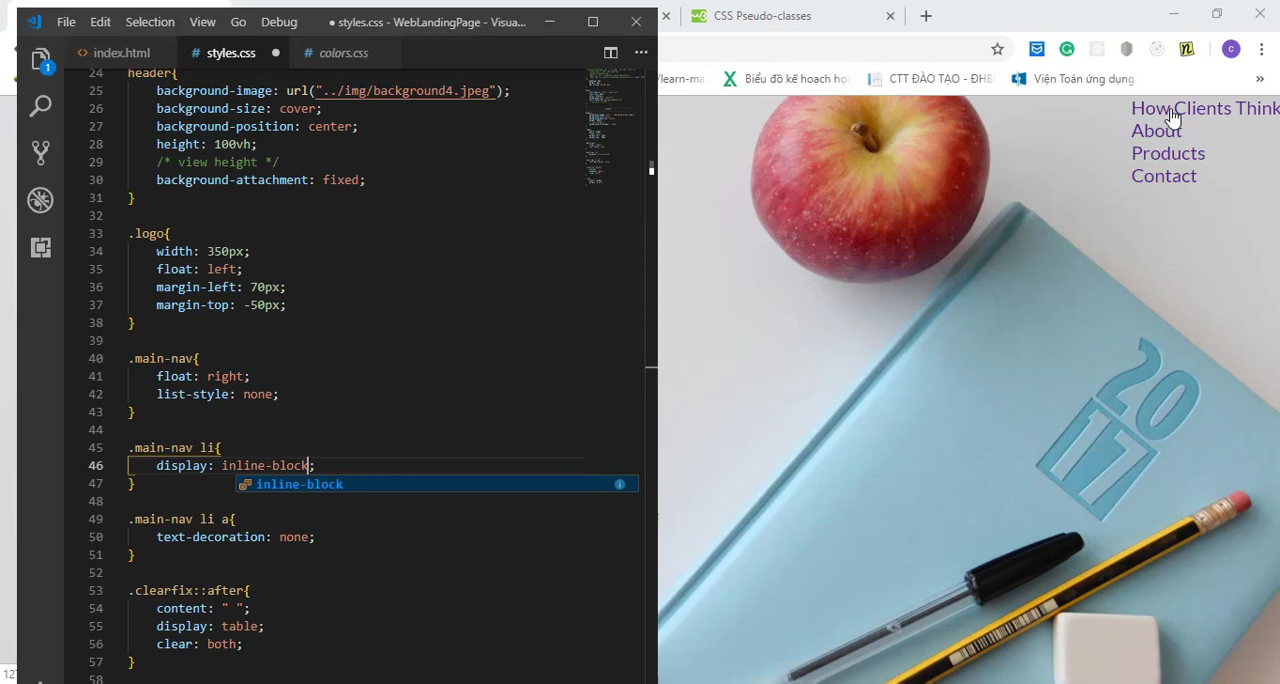 File Edit Selection View Go Debug ● styles.css - WebLandingPage - Visua...
index.html
# styles.css ●
# colors.css
...
1
24 header{
25 background-image: url("../img/background4.jpeg");
26 background-size: cover;
27 background-position: center;
28 height: 100vh;
29 /* view height */
30 background-attachment: fixed;
31 }
32
33 .logo{
34 width: 350px;
35 float: left;
36 margin-left: 70px;
37 margin-top: -50px;
38 }
39
40 .main-nav{
41 float: right;
42 list-style: none;
43 }
44
45 .main-nav li{
46 display: inline-block;
inline-block
47 }
48
49 .main-nav li a{
50 text-decoration: none;
51 }
52
53 .clearfix::after{
54 content: " ";
55 display: table;
56 clear: both;
57 }
58
CSS Pseudo-classes
C
/learn-ma
Biểu đồ kế hoạch họ
CTT ĐÀO TẠO - ĐHB
Viện Toán ứng dụng
»
How Clients Think
About
Products
Contact
2017